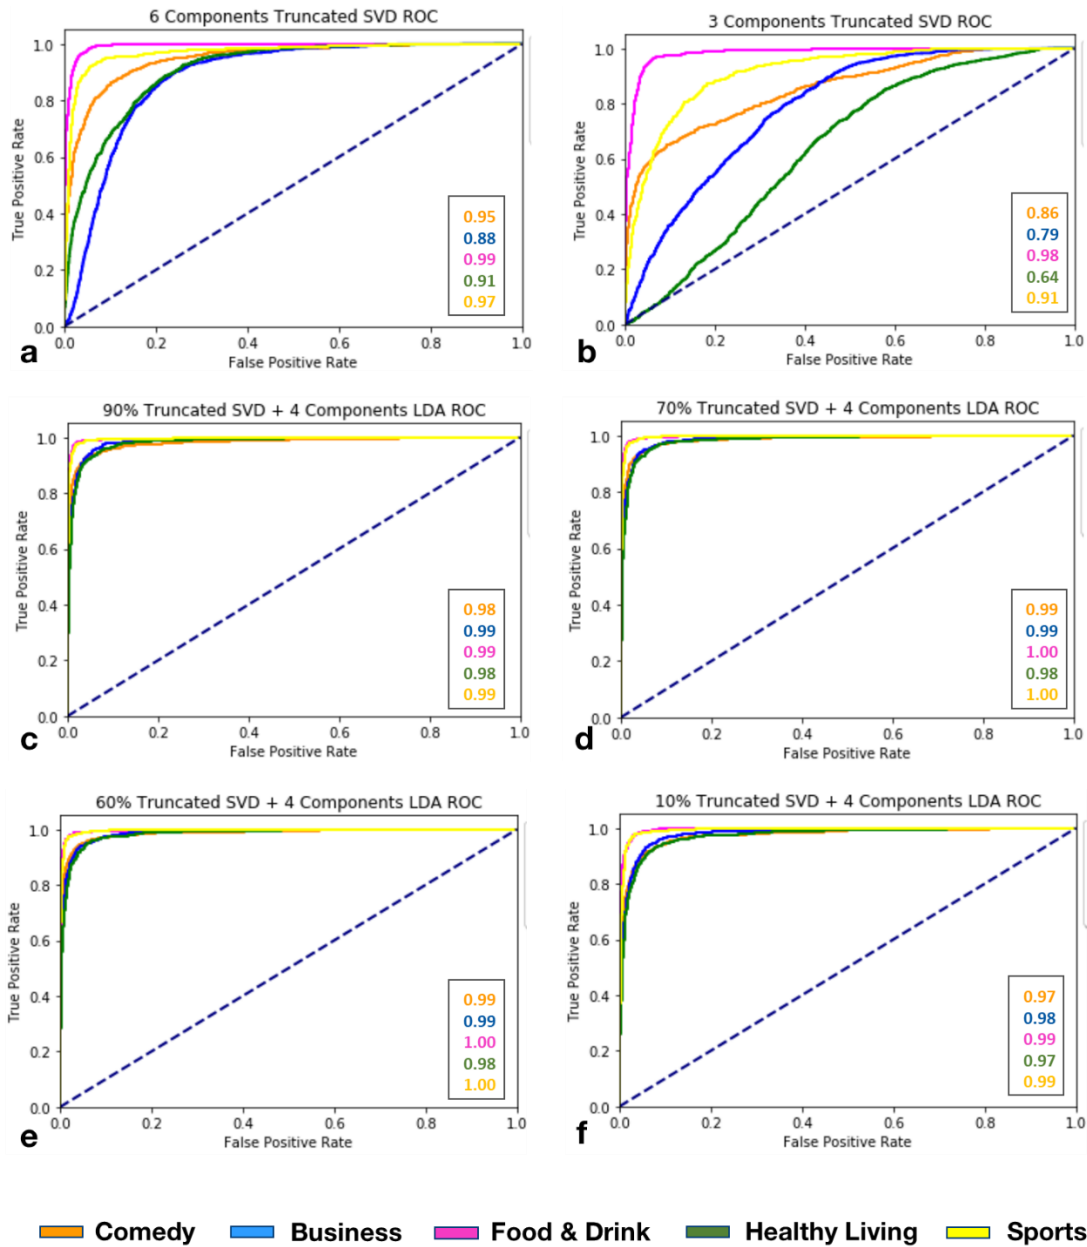 6 Components Truncated SVD ROC
1.0
0.8
0.6
0.4
0.2
0.0
True Positive Rate
0.95
0.88
0.99
0.91
0.97
0.0 0.2 0.4 0.6 0.8 1.0
False Positive Rate
a
3 Components Truncated SVD ROC
1.0
0.8
0.6
0.4
0.2
0.0
True Positive Rate
0.86
0.79
0.98
0.64
0.91
0.0 0.2 0.4 0.6 0.8 1.0
False Positive Rate
b
90% Truncated SVD + 4 Components LDA ROC
1.0
0.8
0.6
0.4
0.2
0.0
True Positive Rate
0.98
0.99
0.99
0.98
0.99
0.0 0.2 0.4 0.6 0.8 1.0
False Positive Rate
c
70% Truncated SVD + 4 Components LDA ROC
1.0
0.8
0.6
0.4
0.2
0.0
True Positive Rate
0.99
0.99
1.00
0.98
1.00
0.0 0.2 0.4 0.6 0.8 1.0
False Positive Rate
d
60% Truncated SVD + 4 Components LDA ROC
1.0
0.8
0.6
0.4
0.2
0.0
True Positive Rate
0.99
0.99
1.00
0.98
1.00
0.0 0.2 0.4 0.6 0.8 1.0
False Positive Rate
e
10% Truncated SVD + 4 Components LDA ROC
1.0
0.8
0.6
0.4
0.2
0.0
True Positive Rate
0.97
0.98
0.99
0.97
0.99
0.0 0.2 0.4 0.6 0.8 1.0
False Positive Rate
f
Comedy Business Food & Drink Healthy Living Sports